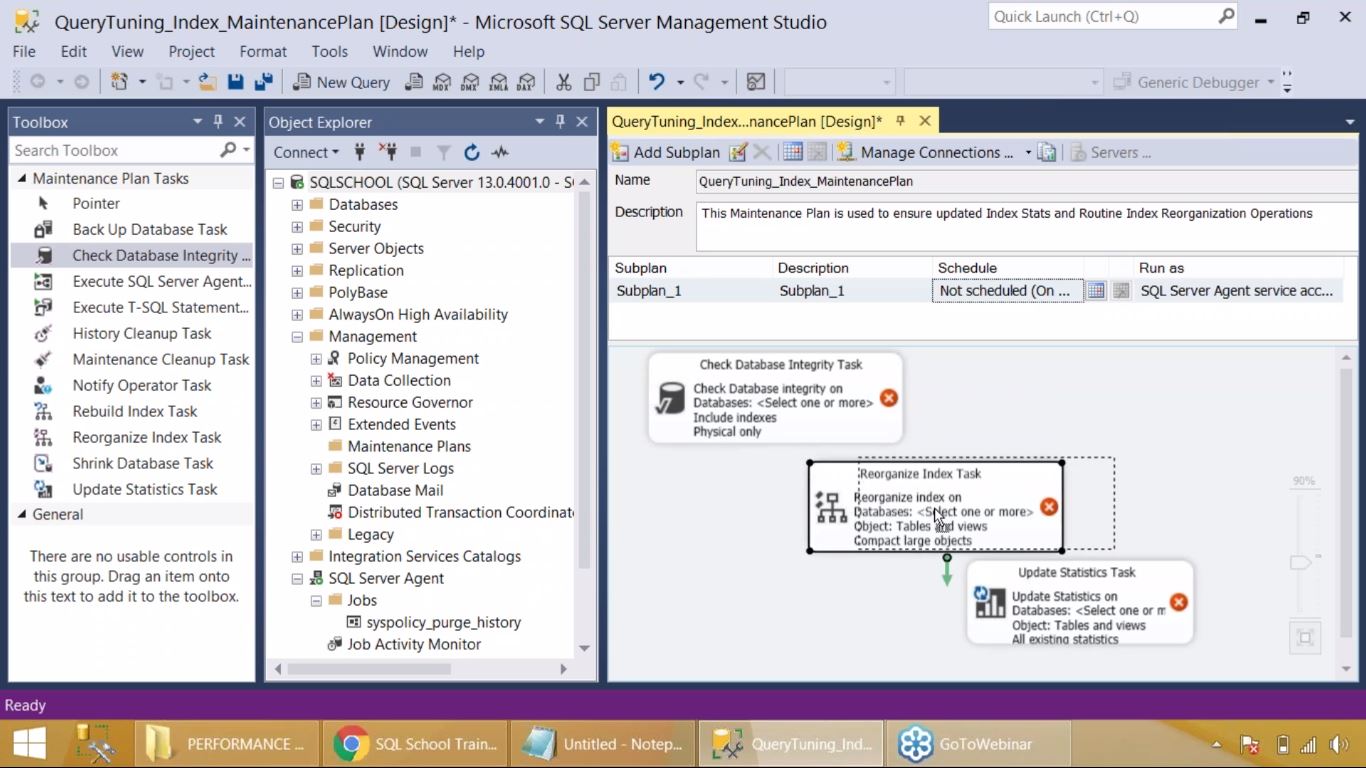 QueryTuning_Index_MaintenancePlan [Design]* - Microsoft SQL Server Management Studio
Quick Launch (Ctrl+Q)
File Edit View Project Format Tools Window Help
New Query
MDX DMX XMLA DAX
Generic Debugger
Toolbox
Search Toolbox
Maintenance Plan Tasks
Pointer
Back Up Database Task
Check Database Integrity ...
Execute SQL Server Agent...
Execute T-SQL Statement...
History Cleanup Task
Maintenance Cleanup Task
Notify Operator Task
Rebuild Index Task
Reorganize Index Task
Shrink Database Task
Update Statistics Task
General
There are no usable controls in
this group. Drag an item onto
this text to add it to the toolbox.
Object Explorer
Connect
SQLSCHOOL (SQL Server 13.0.4001.0 - S
Databases
Security
Server Objects
Replication
PolyBase
AlwaysOn High Availability
Management
Policy Management
Data Collection
Resource Governor
Extended Events
Maintenance Plans
SQL Server Logs
Database Mail
Distributed Transaction Coordinat
Legacy
Integration Services Catalogs
SQL Server Agent
Jobs
syspolicy_purge_history
Job Activity Monitor
QueryTuning_Index...nancePlan [Design]*
Add Subplan Manage Connections ... Servers ...
Name QueryTuning_Index_MaintenancePlan
Description This Maintenance Plan is used to ensure updated Index Stats and Routine Index Reorganization Operations
Subplan Description Schedule Run as
Subplan_1 Subplan_1 Not scheduled (On ... SQL Server Agent service acc...
Check Database Integrity Task
Check Database integrity on
Databases: <Select one or more>
Include indexes
Physical only
Reorganize Index Task
Reorganize index on
Databases: <Select one or more>
Object: Tables and views
Compact large objects
Update Statistics Task
Update Statistics on
Databases: <Select one or m
Object: Tables and views
All existing statistics
90%
Ready
PERFORMANCE ...
SQL School Train...
Untitled - Notep...
QueryTuning_Ind...
GoToWebinar